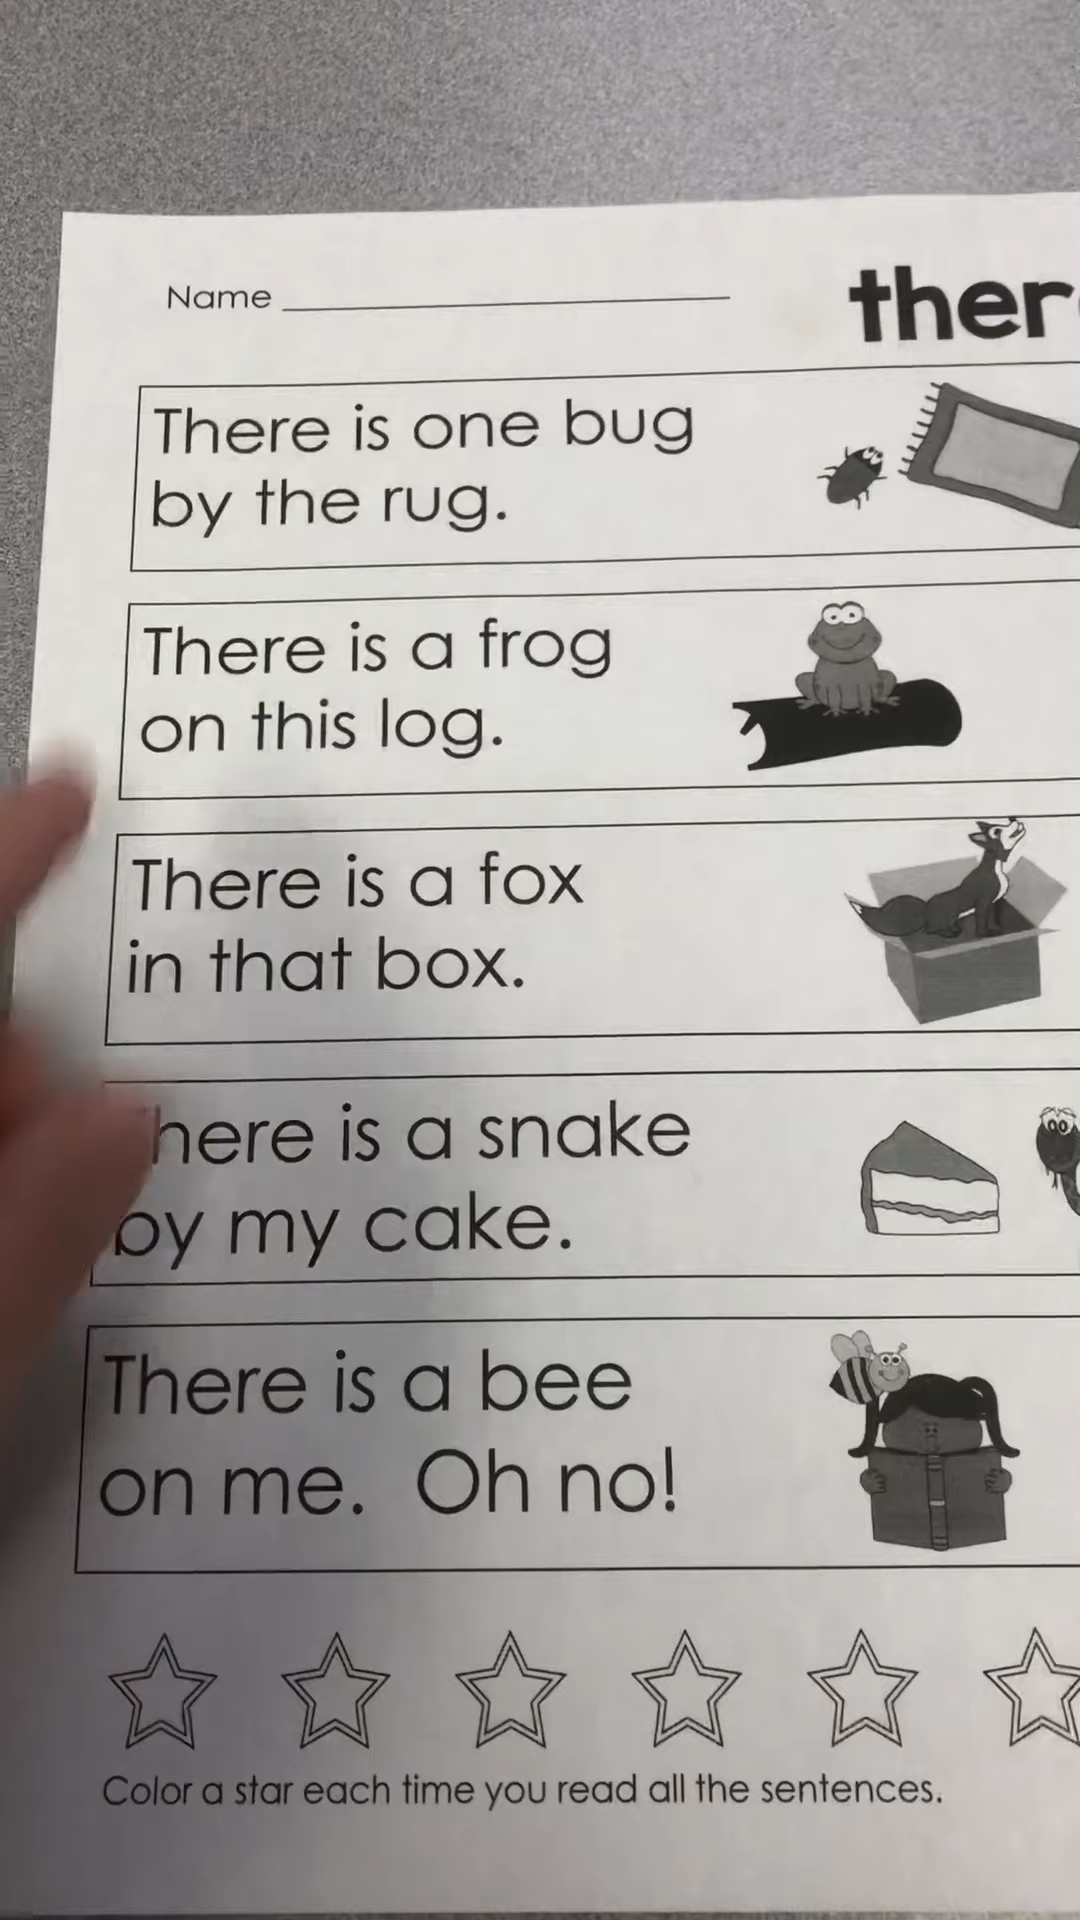 Name
ther
There is one bug
by the rug.
There is a frog
on this log.
There is a fox
in that box.
here is a snake
by my cake.
There is a bee
on me. Oh no!
Color a star each time you read all the sentences.